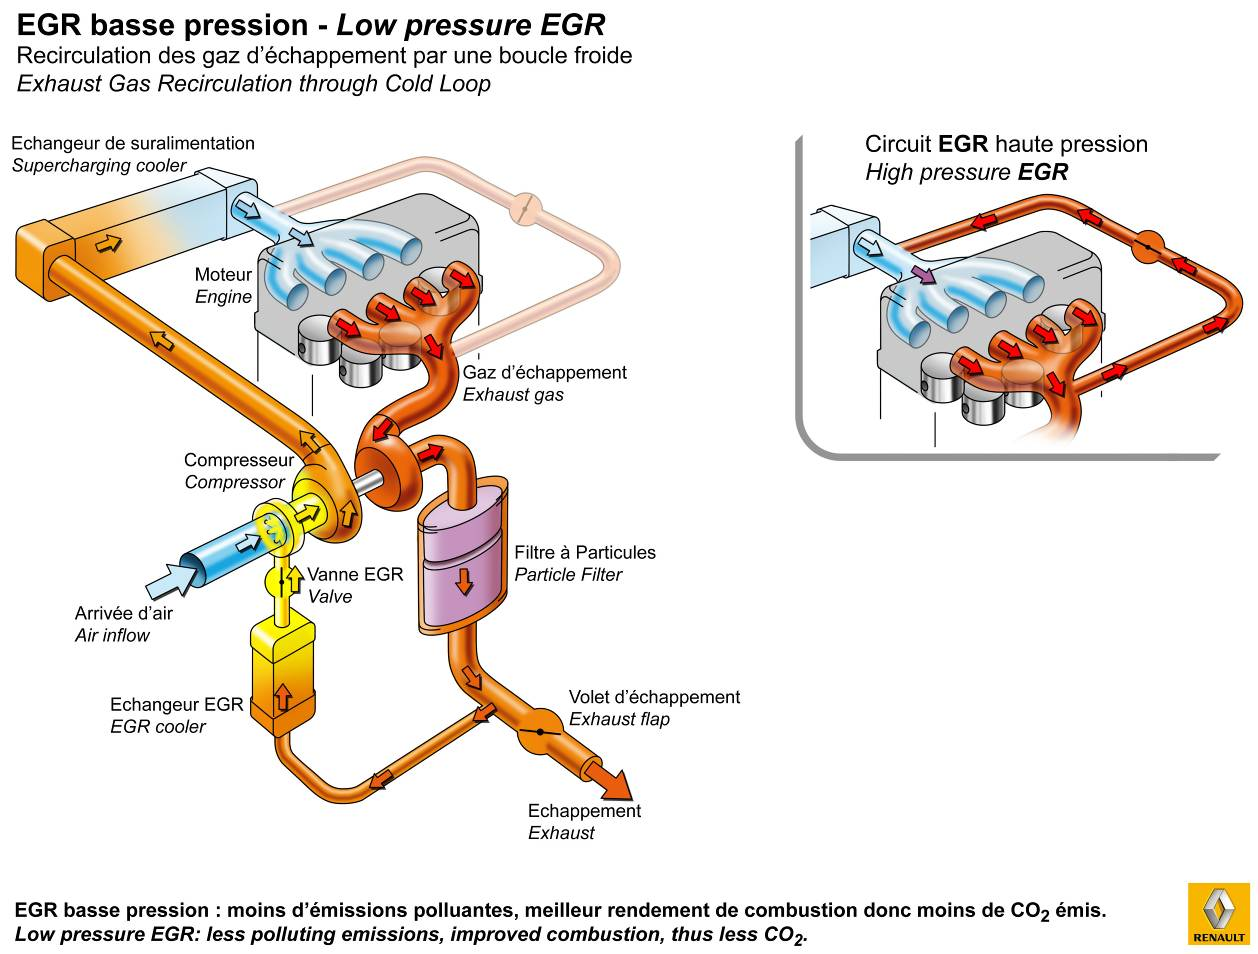 EGR basse pression - Low pressure EGR
Recirculation des gaz d'échappement par une boucle froide
Exhaust Gas Recirculation through Cold Loop
Echangeur de suralimentation
Supercharging cooler
Circuit EGR haute pression
High pressure EGR
Moteur
Engine
Gaz d'échappement
Exhaust gas
Compresseur
Compressor
Filtre à Particules
Particle Filter
Vanne EGR
Valve
Arrivée d'air
Air inflow
Echangeur EGR
EGR cooler
Volet d'échappement
Exhaust flap
Echappement
Exhaust
EGR basse pression : moins d'émissions polluantes, meilleur rendement de combustion donc moins de CO2 émis.
Low pressure EGR: less polluting emissions, improved combustion, thus less CO2.
RENAULT